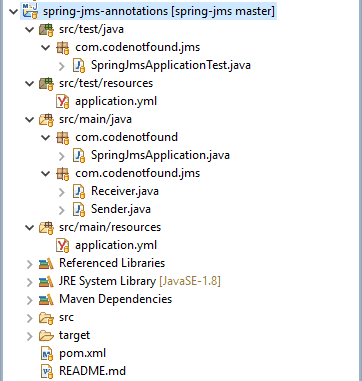 spring-jms-annotations [spring-jms master]
src/test/java
com.codenotfound.jms
SpringJmsApplicationTest.java
src/test/resources
application.yml
src/main/java
com.codenotfound
SpringJmsApplication.java
com.codenotfound.jms
Receiver.java
Sender.java
src/main/resources
application.yml
Referenced Libraries
JRE System Library [JavaSE-1.8]
Maven Dependencies
src
target
pom.xml
README.md